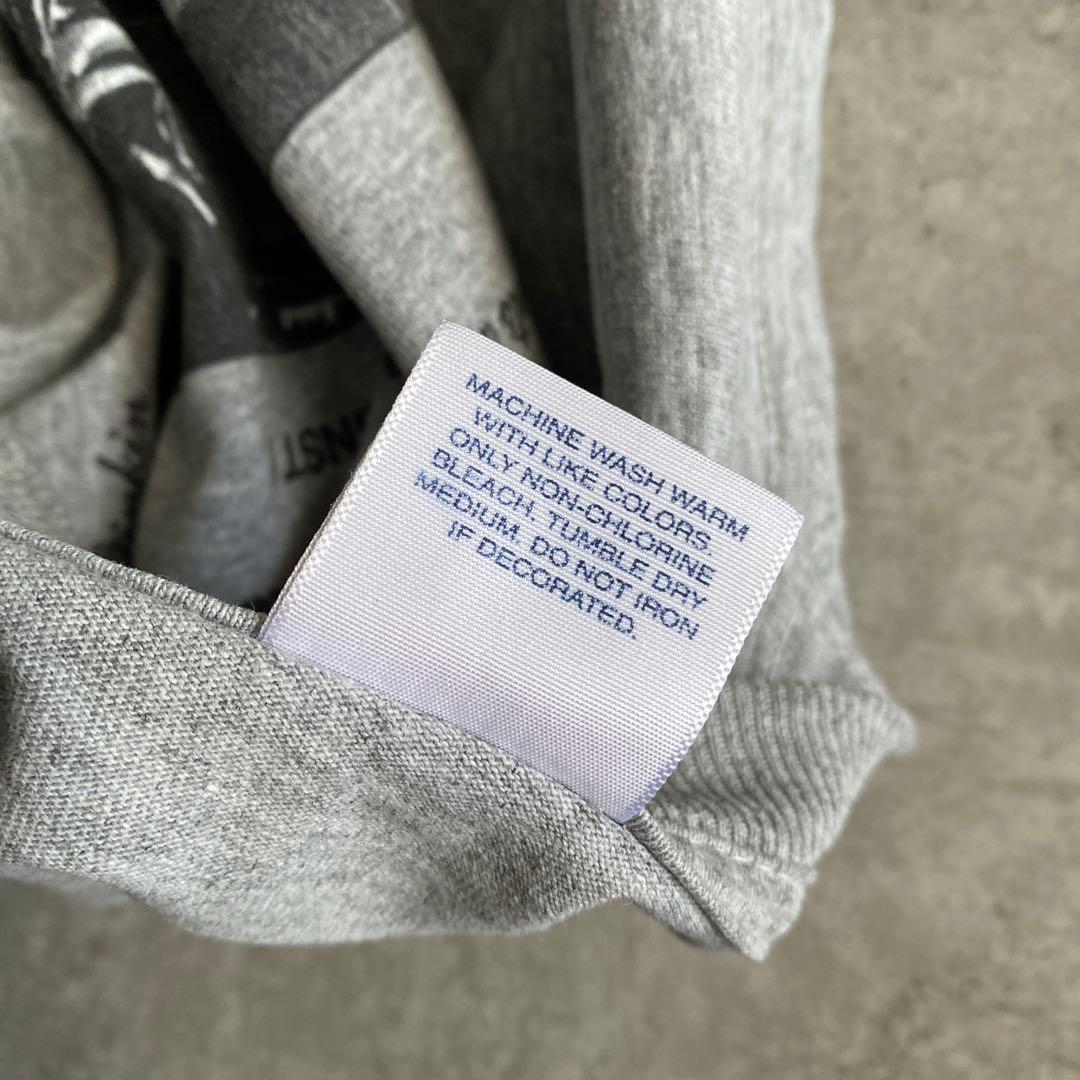 MACHINE WASH WARM
WITH LIKE COLORS.
ONLY NON-CHLORINE
BLEACH. TUMBLE DRY
MEDIUM. DO NOT IRON
IF DECORATED.